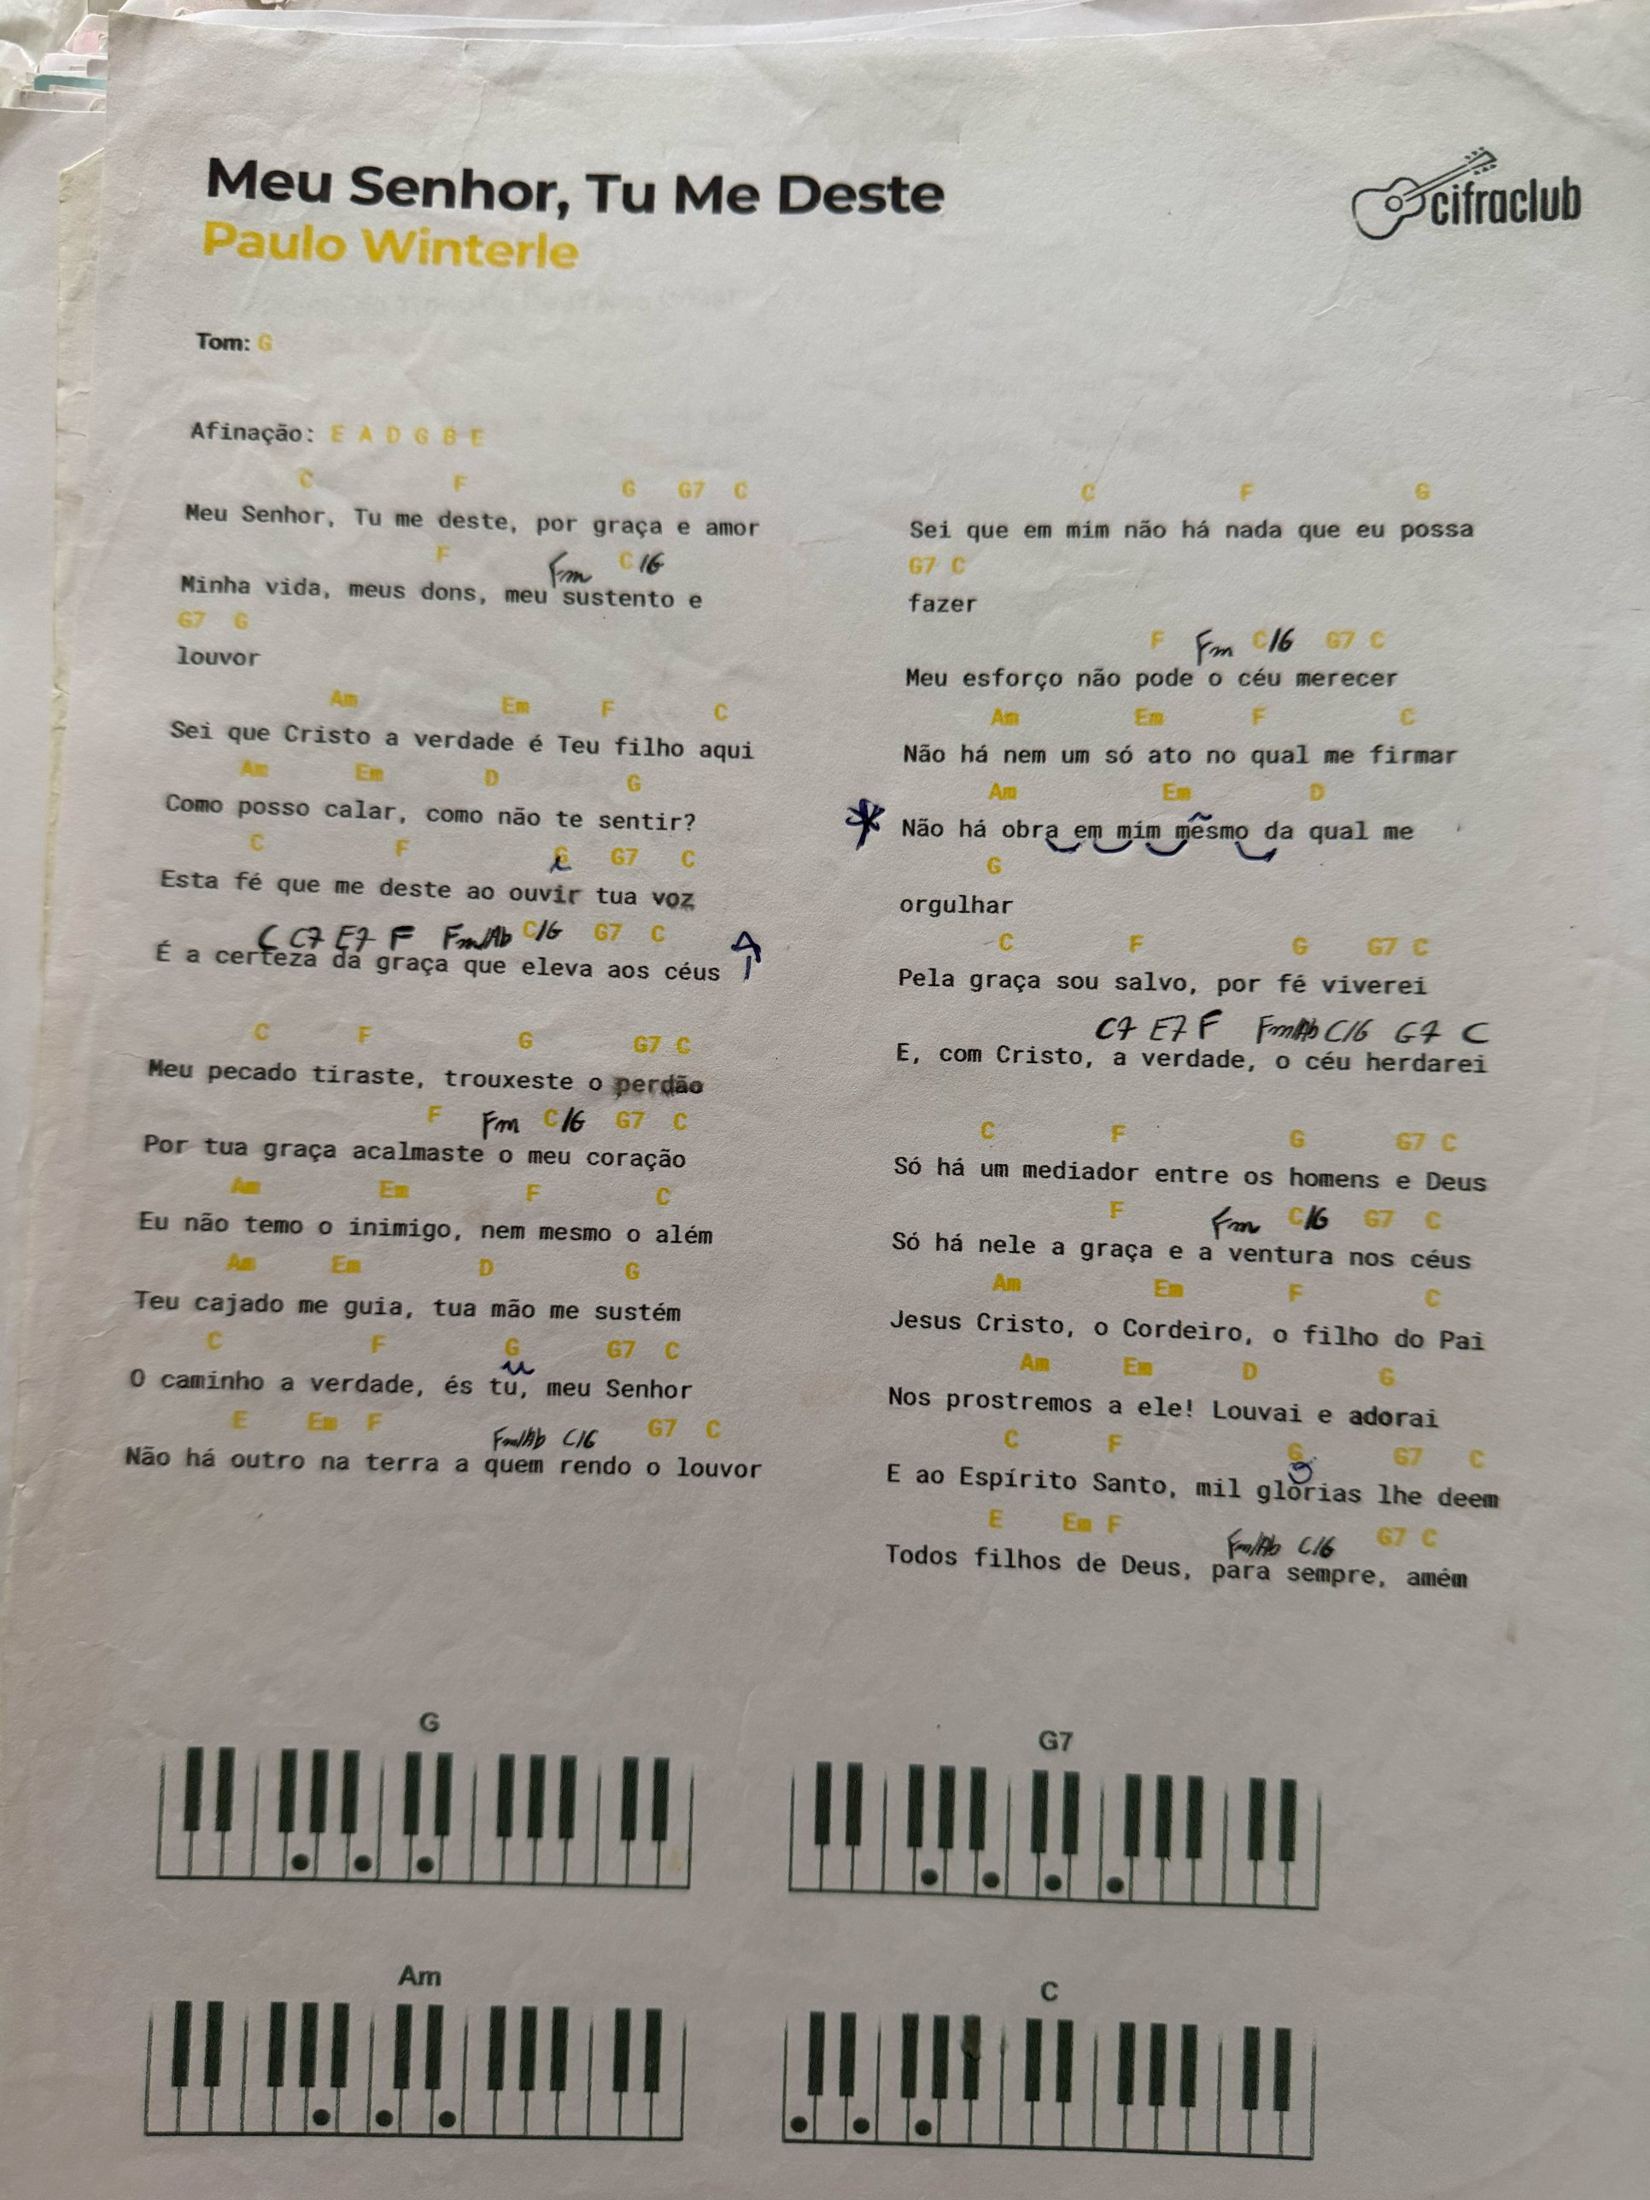 Meu Senhor, Tu Me Deste
cifraclub
Paulo Winterle
Tom: G
Afinação: E A D G B E
C F G G7 C
Meu Senhor, Tu me deste, por graça e amor
F Fm C/G
Minha vida, meus dons, meu sustento e
G7 G
louvor
Am Em F C
Sei que Cristo a verdade é Teu filho aqui
Am Em D G
Como posso calar, como não te sentir?
C F G G7 C
i
Esta fé que me deste ao ouvir tua voz
C C7 E7 F Fm/Ab C/G G7 C
É a certeza da graça que eleva aos céus
C F G G7 C
Meu pecado tiraste, trouxeste o perdão
F Fm C/G G7 C
Por tua graça acalmaste o meu coração
Am Em F C
Eu não temo o inimigo, nem mesmo o além
Am Em D G
Teu cajado me guia, tua mão me sustém
C F G G7 C
u
O caminho a verdade, és tu, meu Senhor
E Em F Fm/Ab C/G G7 C
Não há outro na terra a quem rendo o louvor
C F G
Sei que em mim não há nada que eu possa
G7 C
fazer
F Fm C/G G7 C
Meu esforço não pode o céu merecer
Am Em F C
Não há nem um só ato no qual me firmar
Am Em D
Não há obra em mim mesmo da qual me
G
orgulhar
C F G G7 C
Pela graça sou salvo, por fé viverei
C7 E7 F Fm/Ab C/G G7 C
E, com Cristo, a verdade, o céu herdarei
C F G G7 C
Só há um mediador entre os homens e Deus
F Fm C/G G7 C
Só há nele a graça e a ventura nos céus
Am Em F C
Jesus Cristo, o Cordeiro, o filho do Pai
Am Em D G
Nos prostremos a ele! Louvai e adorai
C F G G7 C
E ao Espírito Santo, mil glórias lhe deem
E Em F Fm/Ab C/G G7 C
Todos filhos de Deus, para sempre, amém
G G7
Am C